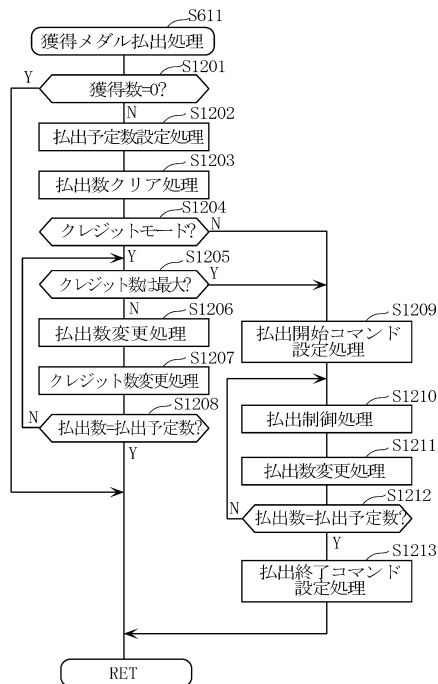 S611
獲得メダル払出処理
S1201
Y
獲得数=0?
N
S1202
払出予定数設定処理
S1203
払出数クリア処理
S1204
クレジットモード?
N
Y
S1205
クレジット数は最大?
Y
N
S1206
払出数変更処理
S1207
クレジット数変更処理
S1208
N
払出数=払出予定数?
Y
S1209
払出開始コマンド
設定処理
S1210
払出制御処理
S1211
払出数変更処理
S1212
N
払出数=払出予定数?
Y
S1213
払出終了コマンド
設定処理
RET